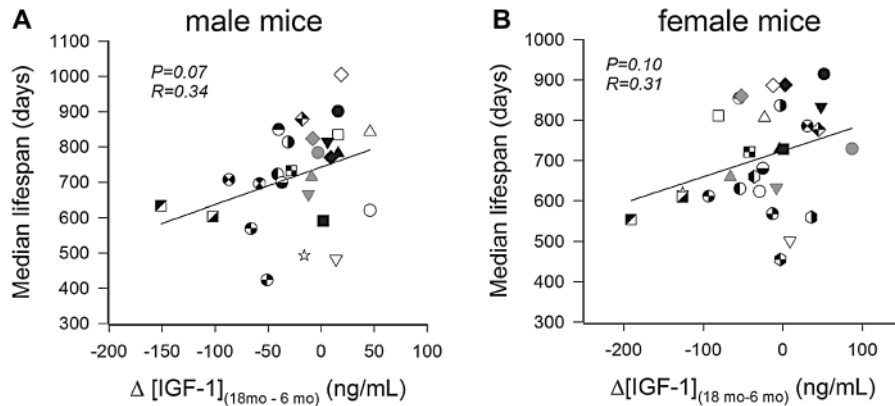 A male mice
P=0.07
R=0.34
Median lifespan (days)
1100
1000
900
800
700
600
500
400
300
-200 -150 -100 -50 0 50 100
Δ [IGF-1](18mo - 6 mo) (ng/mL)
B female mice
P=0.10
R=0.31
Median lifespan (days)
1000
900
800
700
600
500
400
300
-200 -100 0 100
Δ[IGF-1](18 mo-6 mo) (ng/mL)